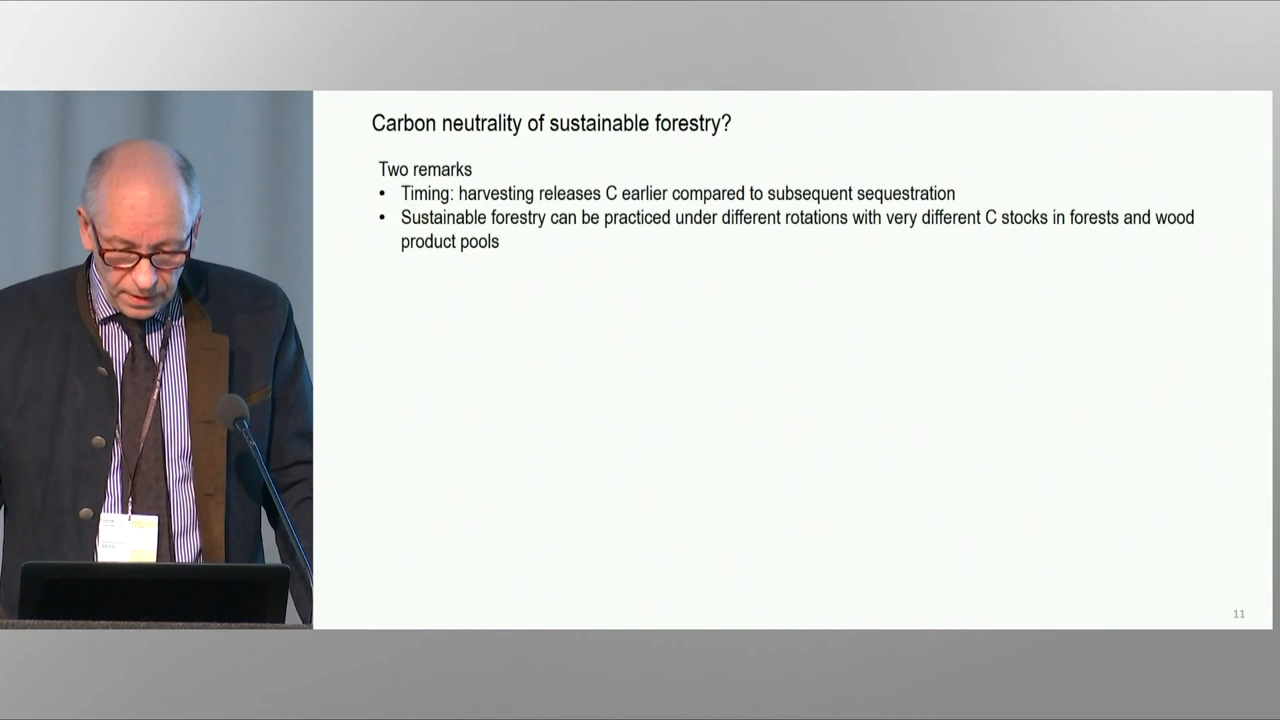 Carbon neutrality of sustainable forestry?
Two remarks
• Timing: harvesting releases C earlier compared to subsequent sequestration
• Sustainable forestry can be practiced under different rotations with very different C stocks in forests and wood
product pools
11